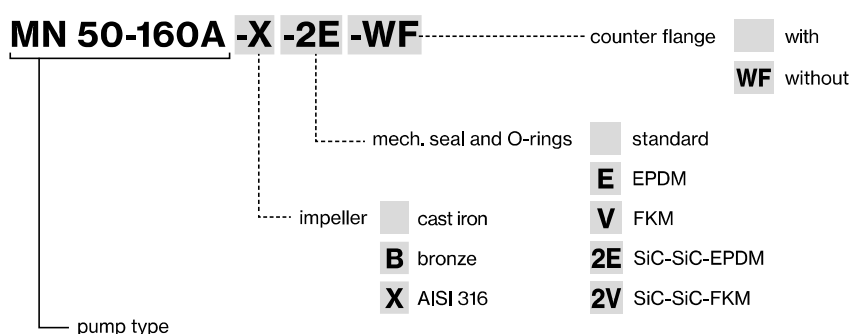 MN 50-160A -X -2E -WF counter flange with
WF without
mech. seal and O-rings standard
E EPDM
impeller cast iron V FKM
B bronze 2E SiC-SiC-EPDM
X AISI 316 2V SiC-SiC-FKM
pump type